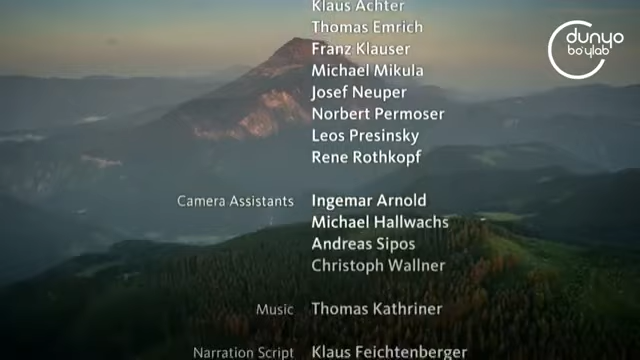 Klaus Achter
Thomas Emrich
Franz Klauser
Michael Mikula
Josef Neuper
Norbert Permoser
Leos Presinsky
Rene Rothkopf
Camera Assistants Ingemar Arnold
Michael Hallwachs
Andreas Sipos
Christoph Wallner
Music Thomas Kathriner
Narration Script Klaus Feichtenberger
dunyo
bo'ylab